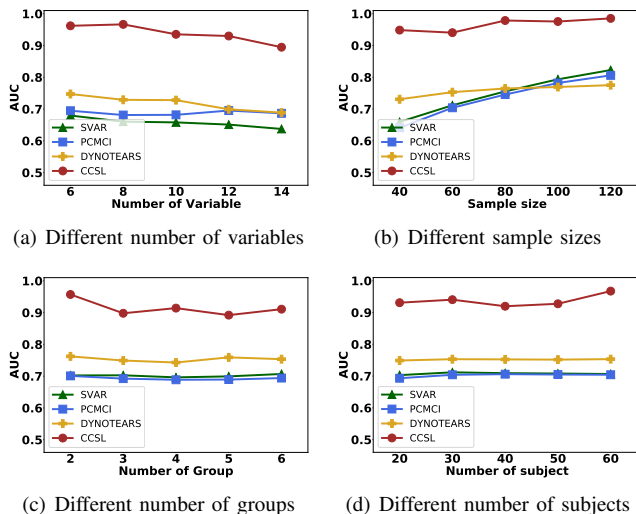 1.0
0.9
0.8
0.7
0.6
0.5
AUC
SVAR
PCMCI
DYNOTEARS
CCSL
6 8 10 12 14
Number of Variable
(a) Different number of variables
1.0
0.9
0.8
0.7
0.6
0.5
AUC
SVAR
PCMCI
DYNOTEARS
CCSL
40 60 80 100 120
Sample size
(b) Different sample sizes
1.0
0.9
0.8
0.7
0.6
0.5
AUC
SVAR
PCMCI
DYNOTEARS
CCSL
2 3 4 5 6
Number of Group
(c) Different number of groups
1.0
0.9
0.8
0.7
0.6
0.5
AUC
SVAR
PCMCI
DYNOTEARS
CCSL
20 30 40 50 60
Number of subject
(d) Different number of subjects